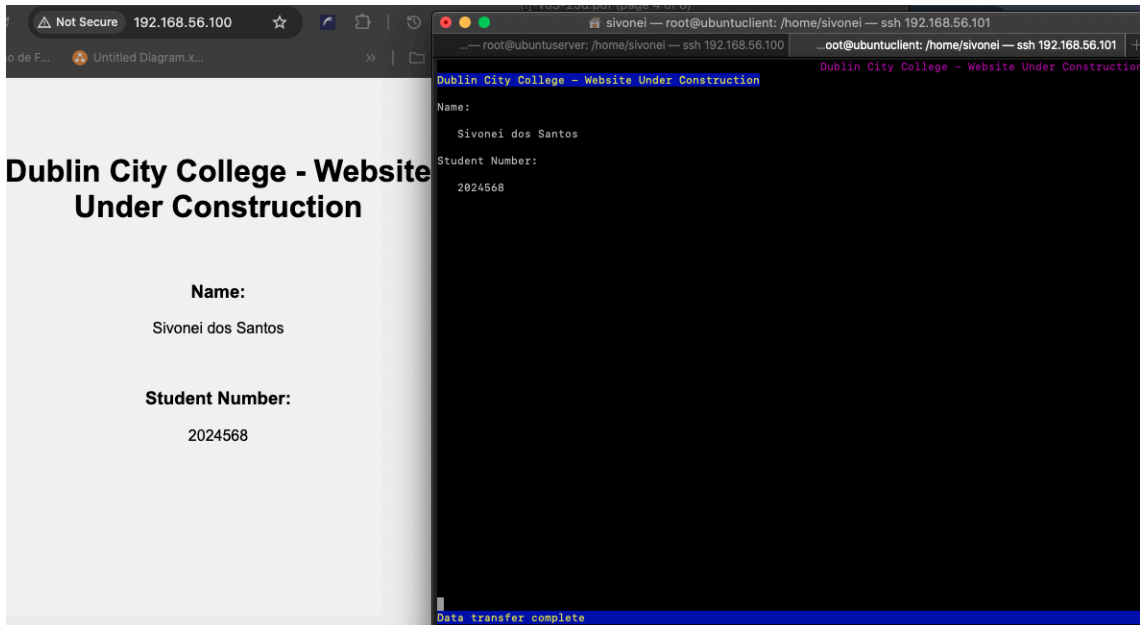 Not Secure 192.168.56.100
o de F... Untitled Diagram.x... »
Dublin City College - Website
Under Construction
Name:
Sivonei dos Santos
Student Number:
2024568
sivonei — root@ubuntuclient: /home/sivonei — ssh 192.168.56.101
...— root@ubuntuserver: /home/sivonei — ssh 192.168.56.100 ...oot@ubuntuclient: /home/sivonei — ssh 192.168.56.101 +
Dublin City College - Website Under Construction
Dublin City College - Website Under Construction
Name:
Sivonei dos Santos
Student Number:
2024568
Data transfer complete